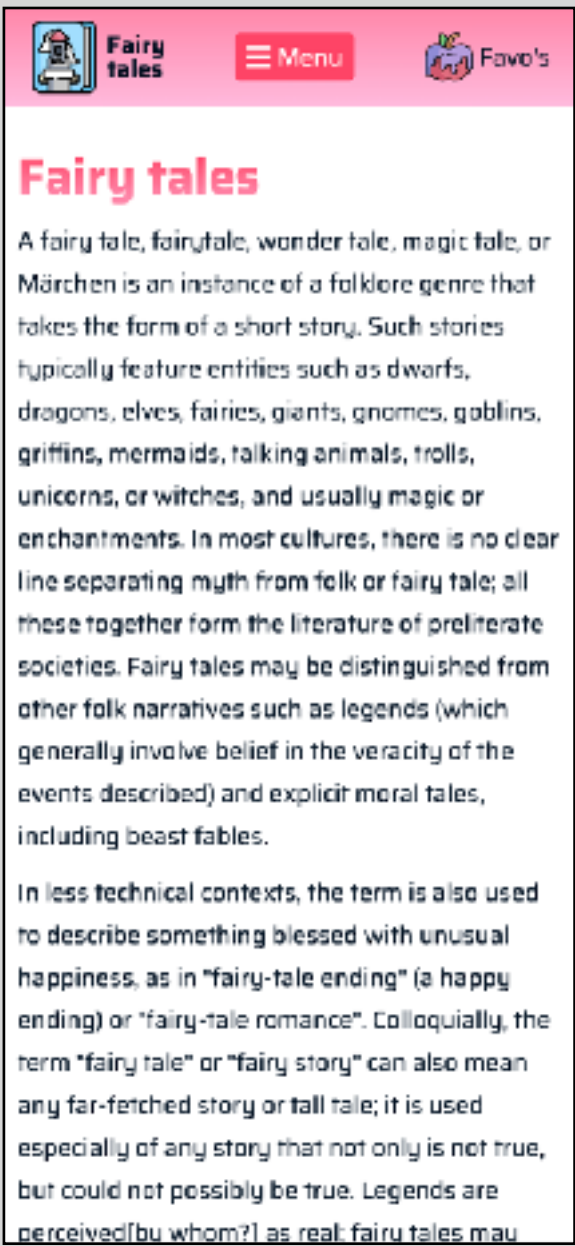 Fairy
tales
Menu
Favo's
Fairy tales
A fairy tale, fairytale, wonder tale, magic tale, or
Märchen is an instance of a folklore genre that
takes the form of a short story. Such stories
typically feature entities such as dwarfs,
dragons, elves, fairies, giants, gnomes, goblins,
griffins, mermaids, talking animals, trolls,
unicorns, or witches, and usually magic or
enchantments. In most cultures, there is no clear
line separating myth from folk or fairy tale; all
these together form the literature of preliterate
societies. Fairy tales may be distinguished from
other folk narratives such as legends (which
generally involve belief in the veracity of the
events described) and explicit moral tales,
including beast fables.
In less technical contexts, the term is also used
to describe something blessed with unusual
happiness, as in "fairy-tale ending" (a happy
ending) or "fairy-tale romance". Colloquially, the
term "fairy tale" or "fairy story" can also mean
any far-fetched story or tall tale; it is used
especially of any story that not only is not true,
but could not possibly be true. Legends are
perceived[by whom?] as real; fairy tales may